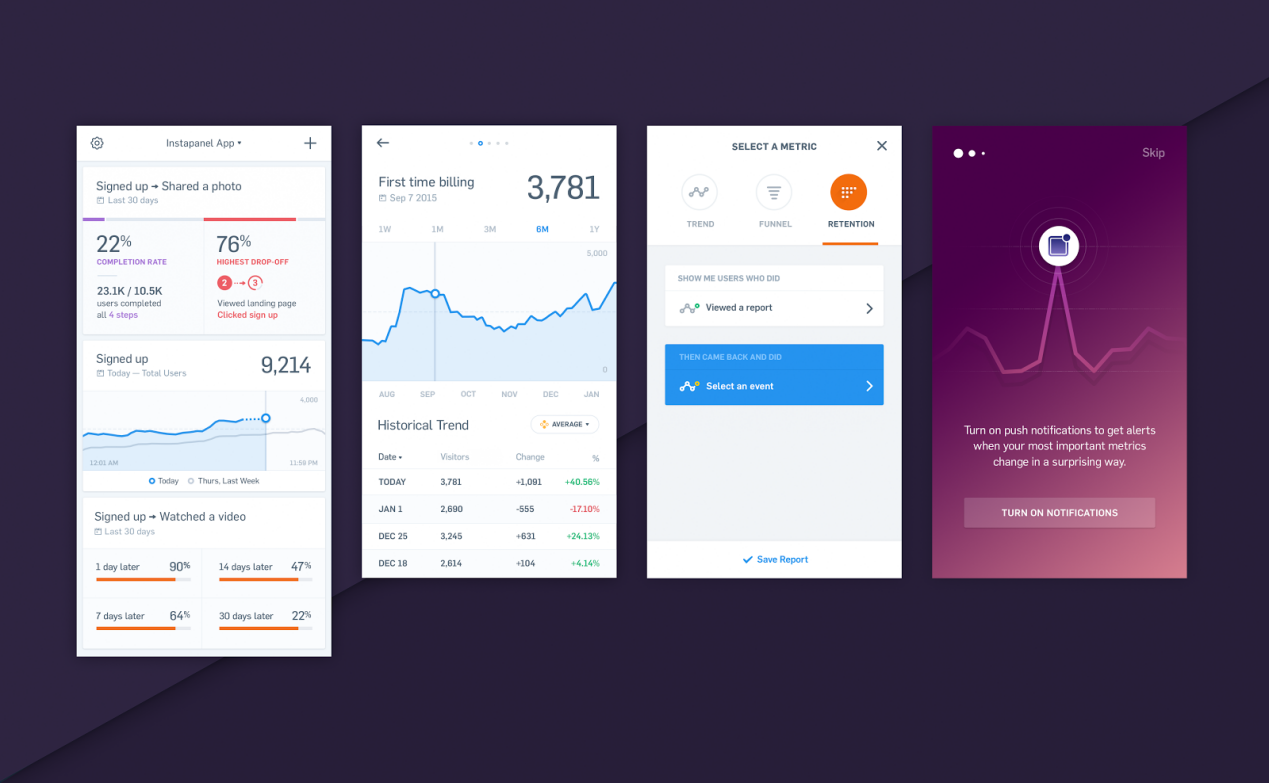 Instapanel App
Signed up → Shared a photo
Last 30 days
22%
COMPLETION RATE
23.1K / 10.5K
users completed
all 4 steps
76%
HIGHEST DROP-OFF
2 → 3
Viewed landing page
Clicked sign up
Signed up
Today — Total Users
9,214
4,000
12:01 AM
11:59 PM
Today
Thurs, Last Week
Signed up → Watched a video
Last 30 days
1 day later 90%
14 days later 47%
7 days later 64%
30 days later 22%
First time billing
Sep 7 2015
3,781
1W 1M 3M 6M 1Y
5,000
0
AUG SEP OCT NOV DEC JAN
Historical Trend
AVERAGE
Date Visitors Change %
TODAY 3,781 +1,091 +40.56%
JAN 1 2,690 -555 -17.10%
DEC 25 3,245 +631 +24.13%
DEC 18 2,614 +104 +4.14%
SELECT A METRIC
TREND FUNNEL RETENTION
SHOW ME USERS WHO DID
Viewed a report
THEN CAME BACK AND DID
Select an event
Save Report
Skip
Turn on push notifications to get alerts
when your most important metrics
change in a surprising way.
TURN ON NOTIFICATIONS